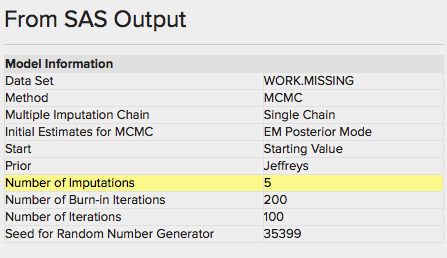 From SAS Output
Model Information
Data Set WORK.MISSING
Method MCMC
Multiple Imputation Chain Single Chain
Initial Estimates for MCMC EM Posterior Mode
Start Starting Value
Prior Jeffreys
Number of Imputations 5
Number of Burn-in Iterations 200
Number of Iterations 100
Seed for Random Number Generator 35399